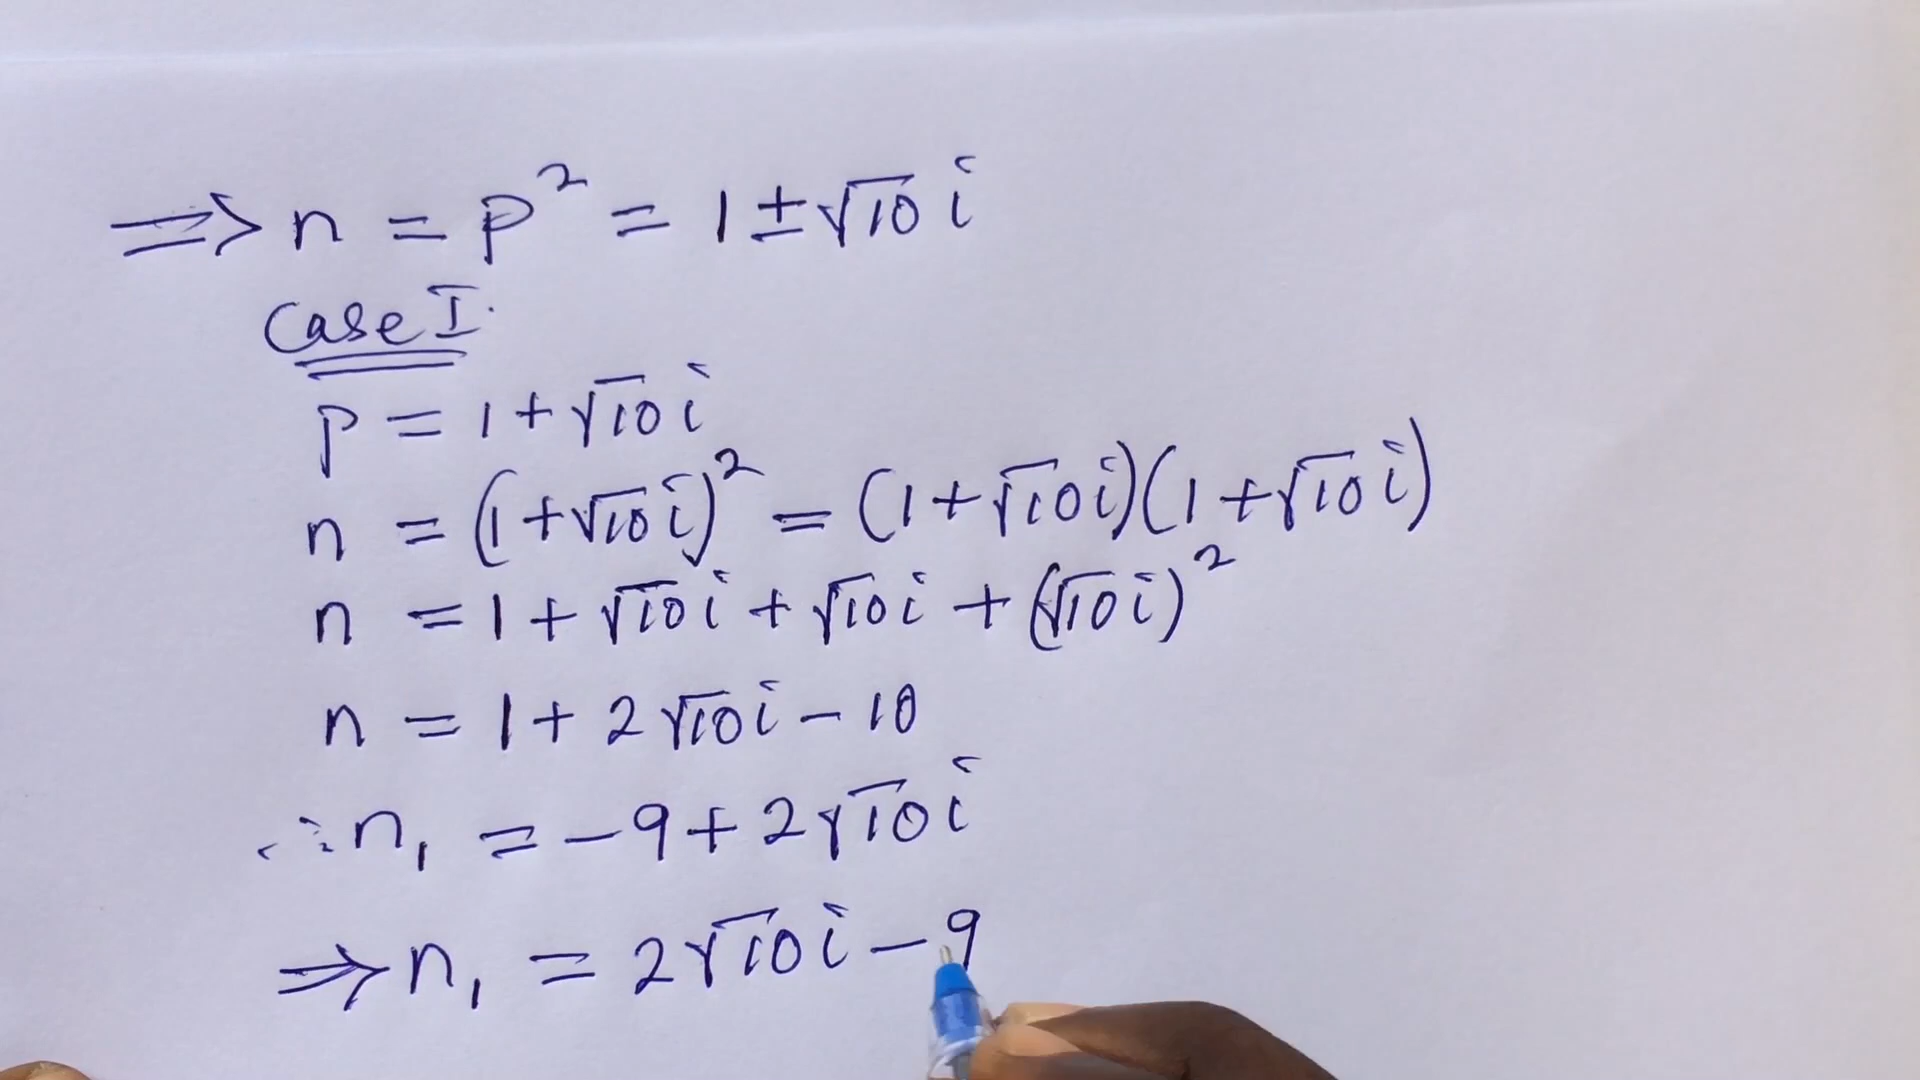 ⇒ n = p² = 1 ± √10 i
Case I.
p = 1 + √10 i
n = (1 + √10 i)² = (1 + √10 i)(1 + √10 i)
n = 1 + √10 i + √10 i + (√10 i)²
n = 1 + 2√10 i − 10
∴ n₁ = −9 + 2√10 i
⇒ n₁ = 2√10 i − 9